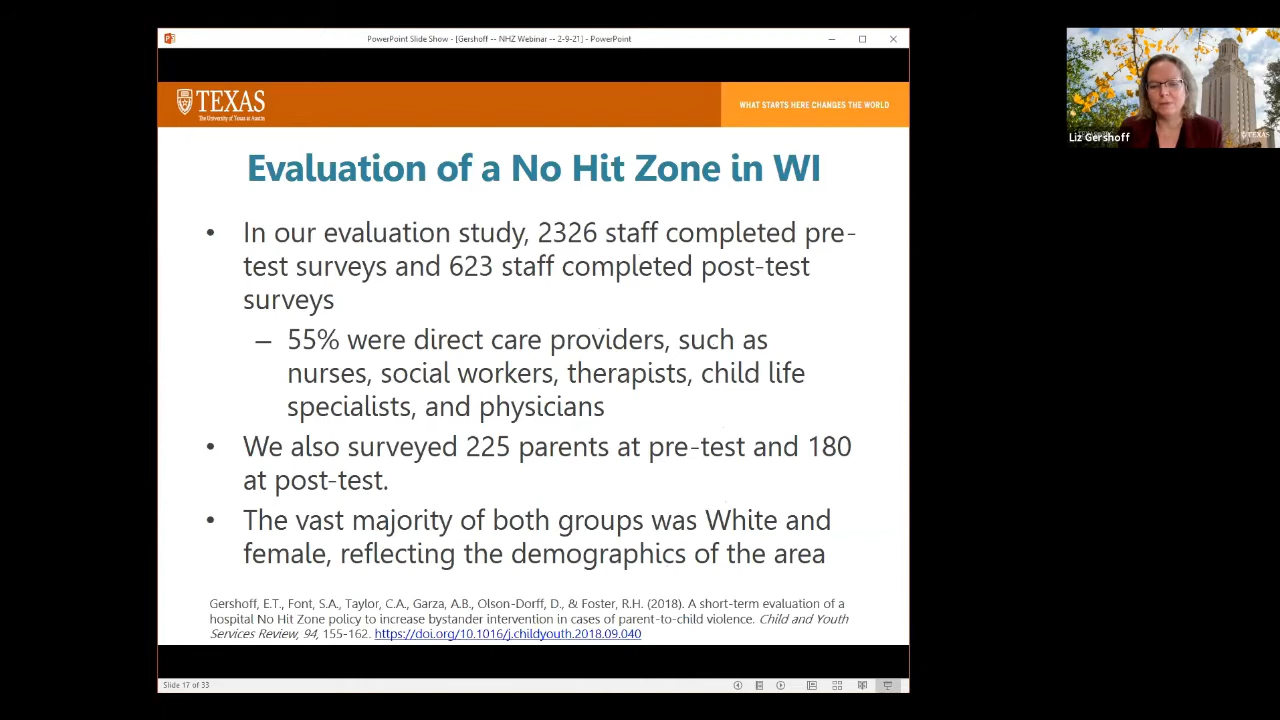 PowerPoint Slide Show - [Gershoff -- NHZ Webinar -- 2-9-21] - PowerPoint
TEXAS
The University of Texas at Austin
WHAT STARTS HERE CHANGES THE WORLD
Liz Gershoff
TEXAS
Evaluation of a No Hit Zone in WI
• In our evaluation study, 2326 staff completed pre-
test surveys and 623 staff completed post-test
surveys
– 55% were direct care providers, such as
nurses, social workers, therapists, child life
specialists, and physicians
• We also surveyed 225 parents at pre-test and 180
at post-test.
• The vast majority of both groups was White and
female, reflecting the demographics of the area
Gershoff, E.T., Font, S.A., Taylor, C.A., Garza, A.B., Olson-Dorff, D., & Foster, R.H. (2018). A short-term evaluation of a
hospital No Hit Zone policy to increase bystander intervention in cases of parent-to-child violence. Child and Youth
Services Review, 94, 155-162. https://doi.org/10.1016/j.childyouth.2018.09.040
Slide 17 of 33